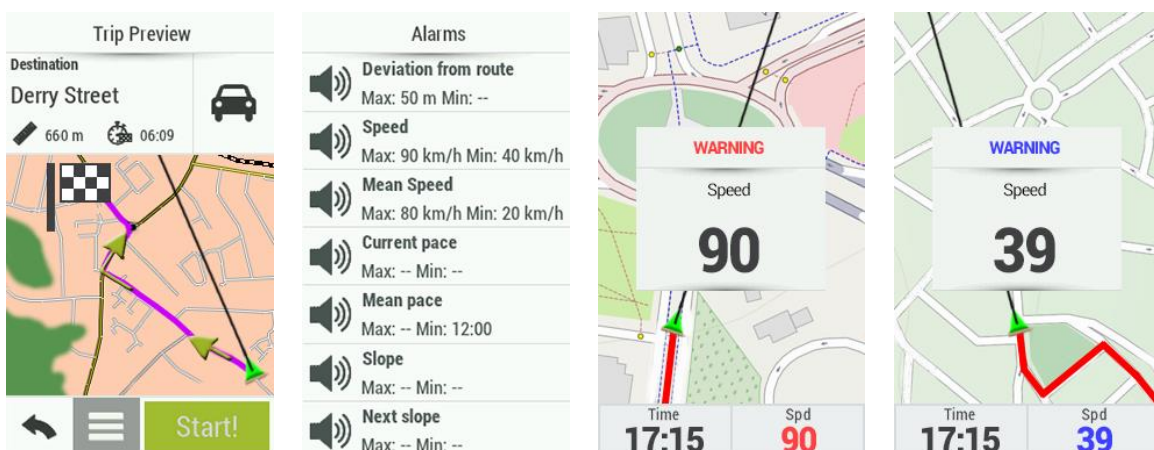 Trip Preview
Destination
Derry Street
660 m 06:09
Start!
Alarms
Deviation from route
Max: 50 m Min: --
Speed
Max: 90 km/h Min: 40 km/h
Mean Speed
Max: 80 km/h Min: 20 km/h
Current pace
Max: -- Min: --
Mean pace
Max: -- Min: 12:00
Slope
Max: -- Min: --
Next slope
Max: -- Min: --
WARNING
Speed
90
Time Spd
17:15 90
WARNING
Speed
39
Time Spd
17:15 39